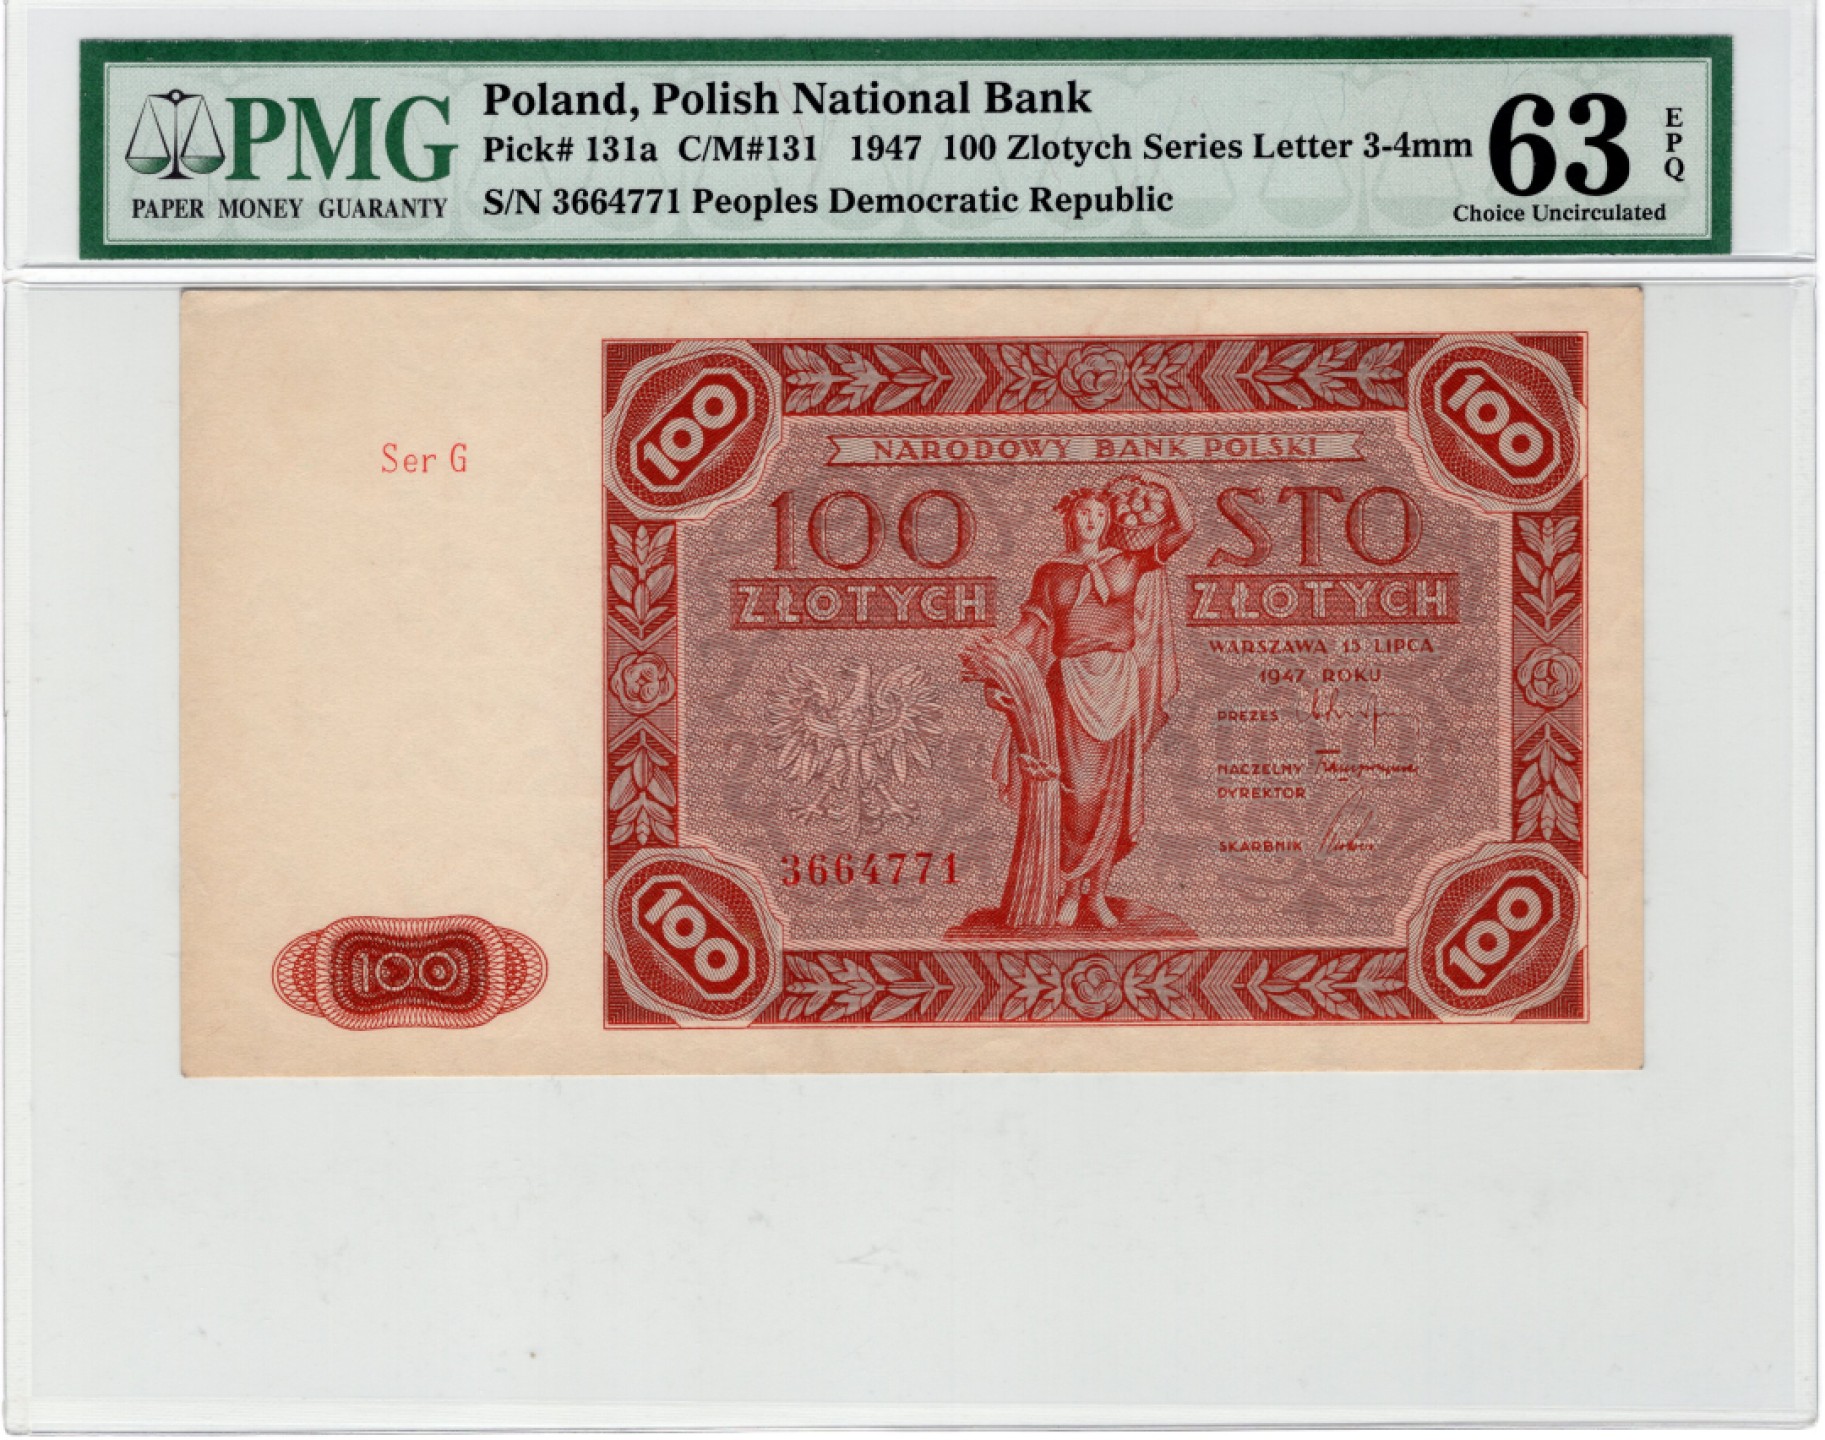 PMG
PAPER MONEY GUARANTY
Poland, Polish National Bank
Pick# 131a C/M#131 1947 100 Zlotych Series Letter 3-4mm
S/N 3664771 Peoples Democratic Republic
63
EPQ
Choice Uncirculated
100
100
NARODOWY BANK POLSKI
Ser G
100 STO
ZŁOTYCH ZŁOTYCH
WARSZAWA 15 LIPCA
1947 ROKU
PREZES
NACZELNY
DYREKTOR
SKARBNIK
3664771
100
100
100